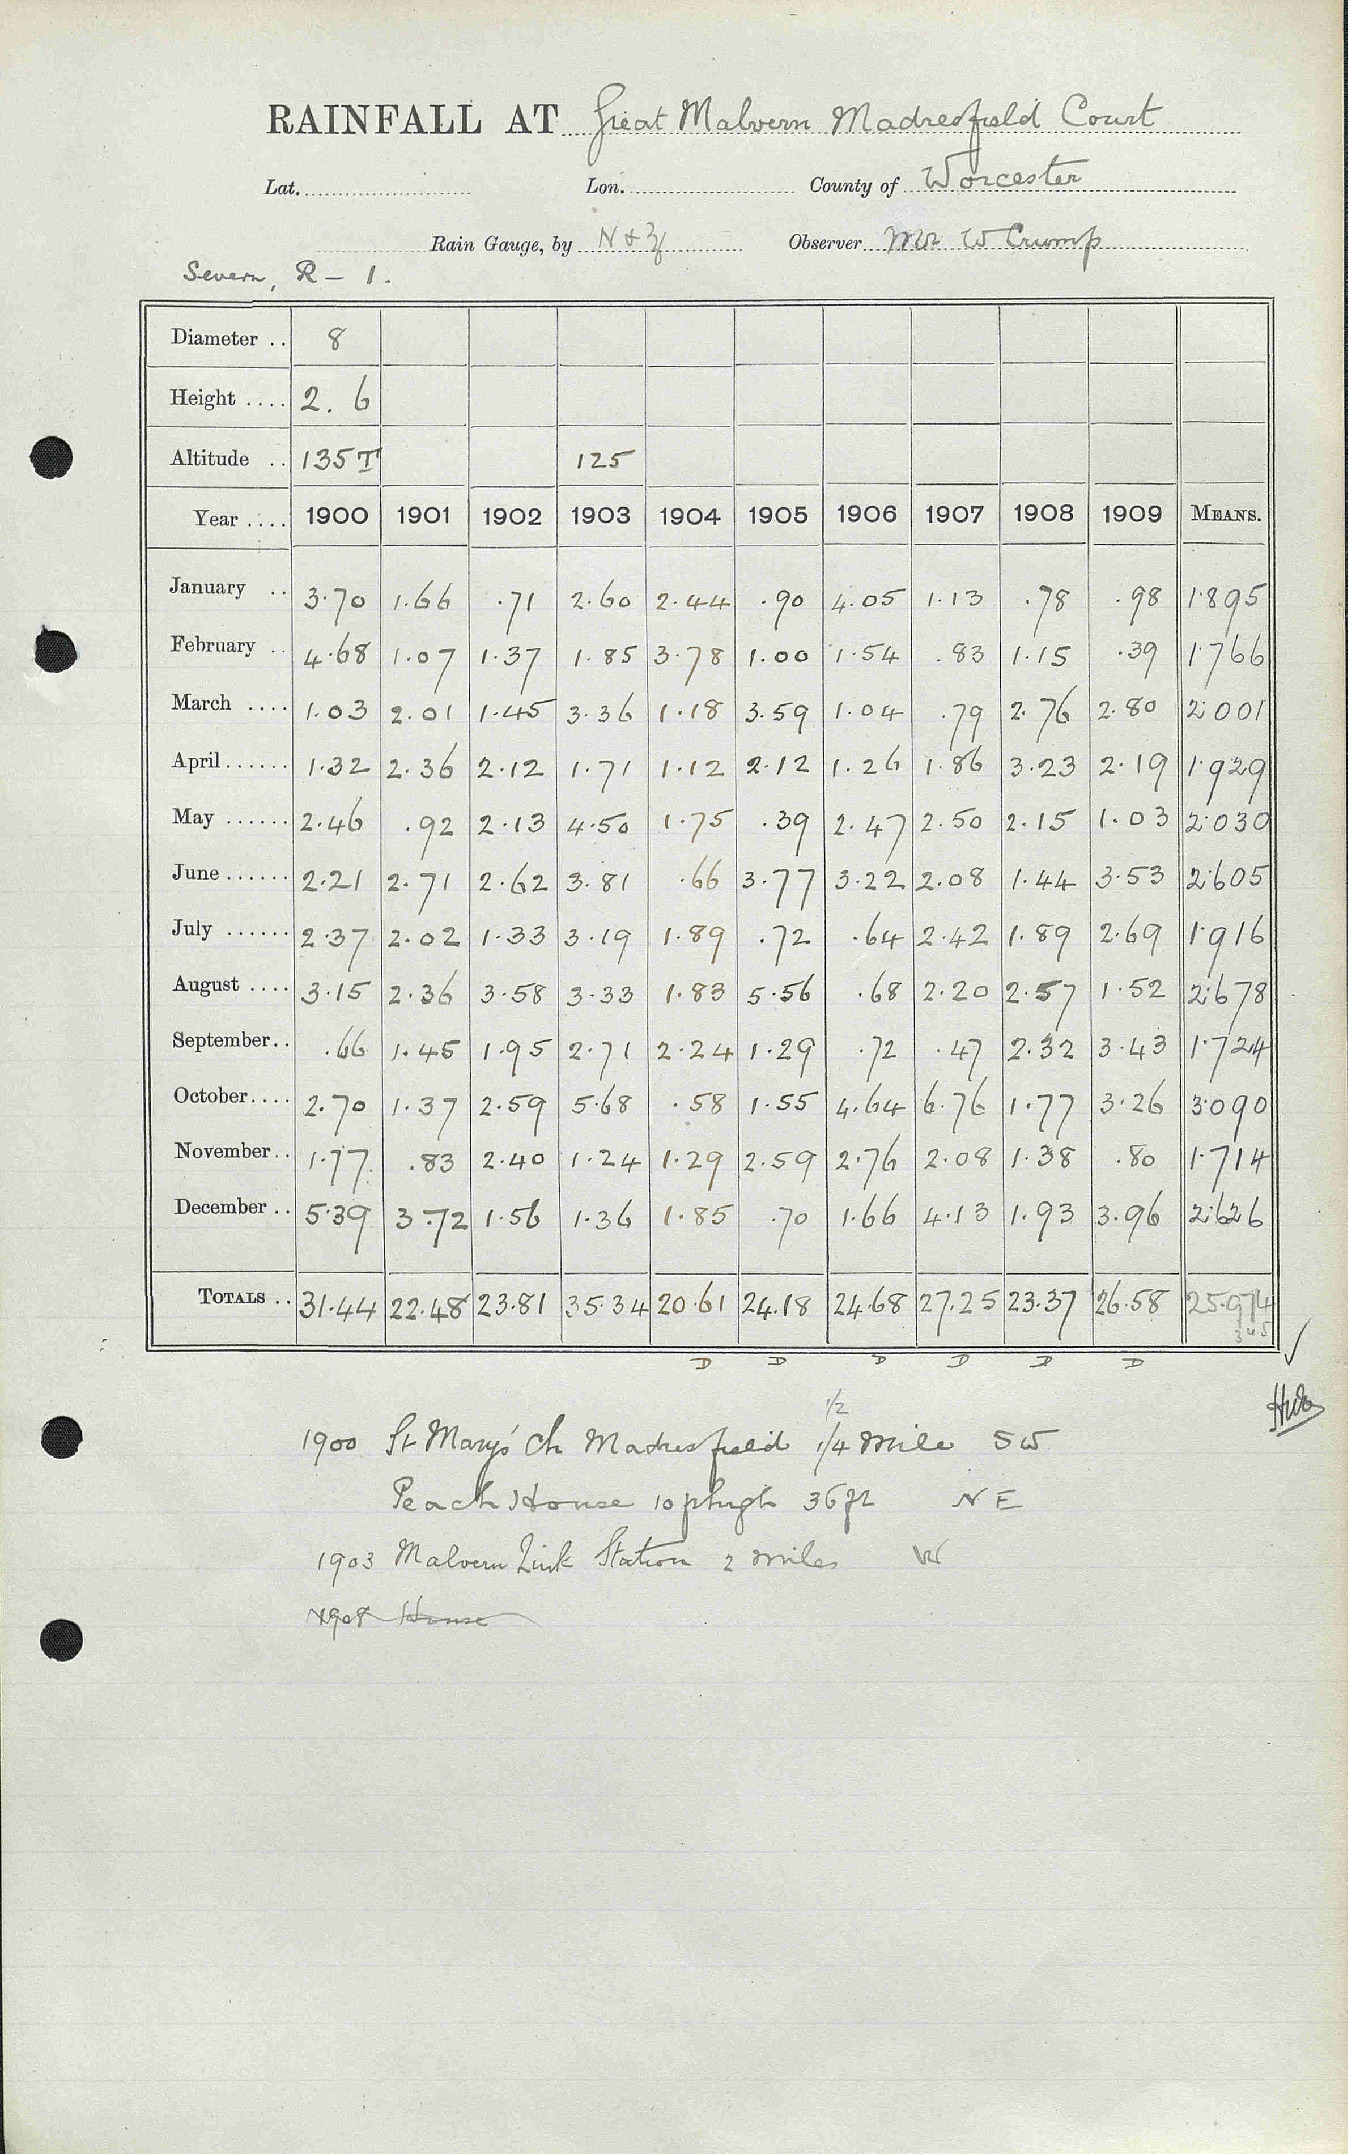 RAINFALL AT Great Malvern Madresfield Court
Lat. Lon. County of Worcester
Rain Gauge, by N & Z Observer Mr W Crump
Severn, R – 1.
Diameter .. 8
Height .... 2. 6
Altitude .. 135 T 125
Year .... 1900 1901 1902 1903 1904 1905 1906 1907 1908 1909 MEANS.
January .. 3.70 1.66 .71 2.60 2.44 .90 4.05 1.13 .78 .98 1.895
February .. 4.68 1.07 1.37 1.85 3.78 1.00 1.54 .83 1.15 .39 1.766
March .... 1.03 2.01 1.45 3.36 1.18 3.59 1.04 .79 2.76 2.80 2.001
April...... 1.32 2.36 2.12 1.71 1.12 2.12 1.26 1.86 3.23 2.19 1.929
May ...... 2.46 .92 2.13 4.50 1.75 .39 2.47 2.50 2.15 1.03 2.030
June...... 2.21 2.71 2.62 3.81 .66 3.77 3.22 2.08 1.44 3.53 2.605
July ...... 2.37 2.02 1.33 3.19 1.89 .72 .64 2.42 1.89 2.69 1.916
August .... 3.15 2.36 3.58 3.33 1.83 5.56 .68 2.20 2.57 1.52 2.678
September.. .66 1.45 1.95 2.71 2.24 1.29 .72 .47 2.32 3.43 1.724
October.... 2.70 1.37 2.59 5.68 .58 1.55 4.64 6.76 1.77 3.26 3.090
November.. 1.77 .83 2.40 1.24 1.29 2.59 2.76 2.08 1.38 .80 1.714
December .. 5.39 3.72 1.56 1.36 1.85 .70 1.66 4.13 1.93 3.96 2.626
TOTALS .. 31.44 22.48 23.81 35.34 20.61 24.18 24.68 27.25 23.37 26.58 25.974
D D D D D D
1/2
1900 St Mary's Ch Madresfield 1/4 mile SW
Peach House 10ft high 36ft NE
1903 Malvern Link Station 2 miles W
1908 House